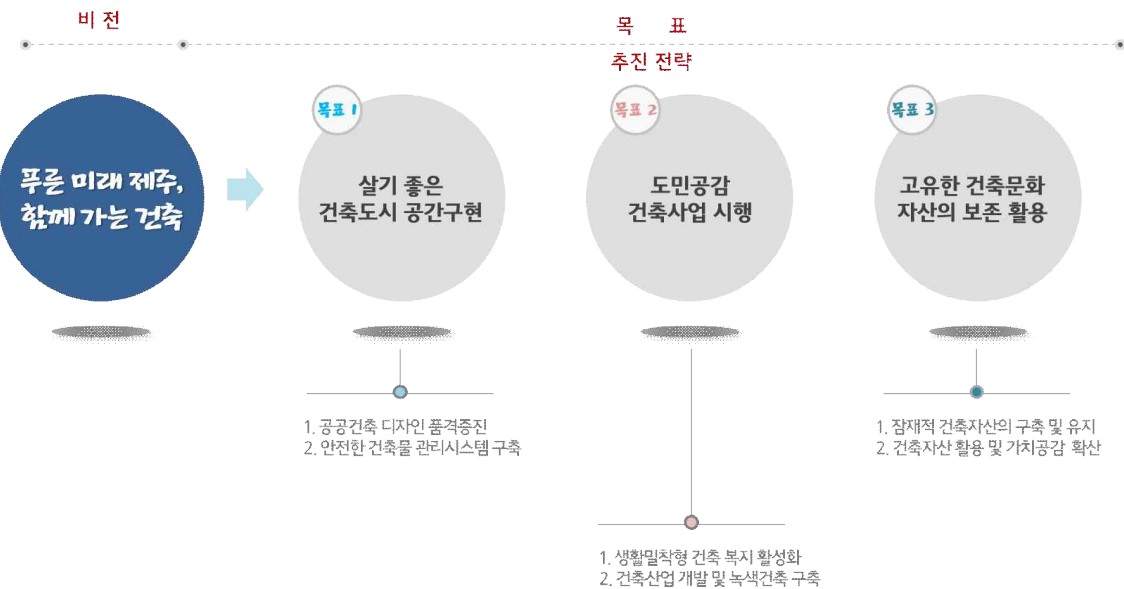 비 전
목 표
추진 전략
푸른 미래 제주,
함께 가는 건축
목표 1
살기 좋은
건축도시 공간구현
목표 2
도민공감
건축사업 시행
목표 3
고유한 건축문화
자산의 보존 활용
1. 공공건축 디자인 품격증진
2. 안전한 건축물 관리시스템 구축
1. 생활밀착형 건축 복지 활성화
2. 건축산업 개발 및 녹색건축 구축
1. 잠재적 건축자산의 구축 및 유지
2. 건축자산 활용 및 가치공감 확산